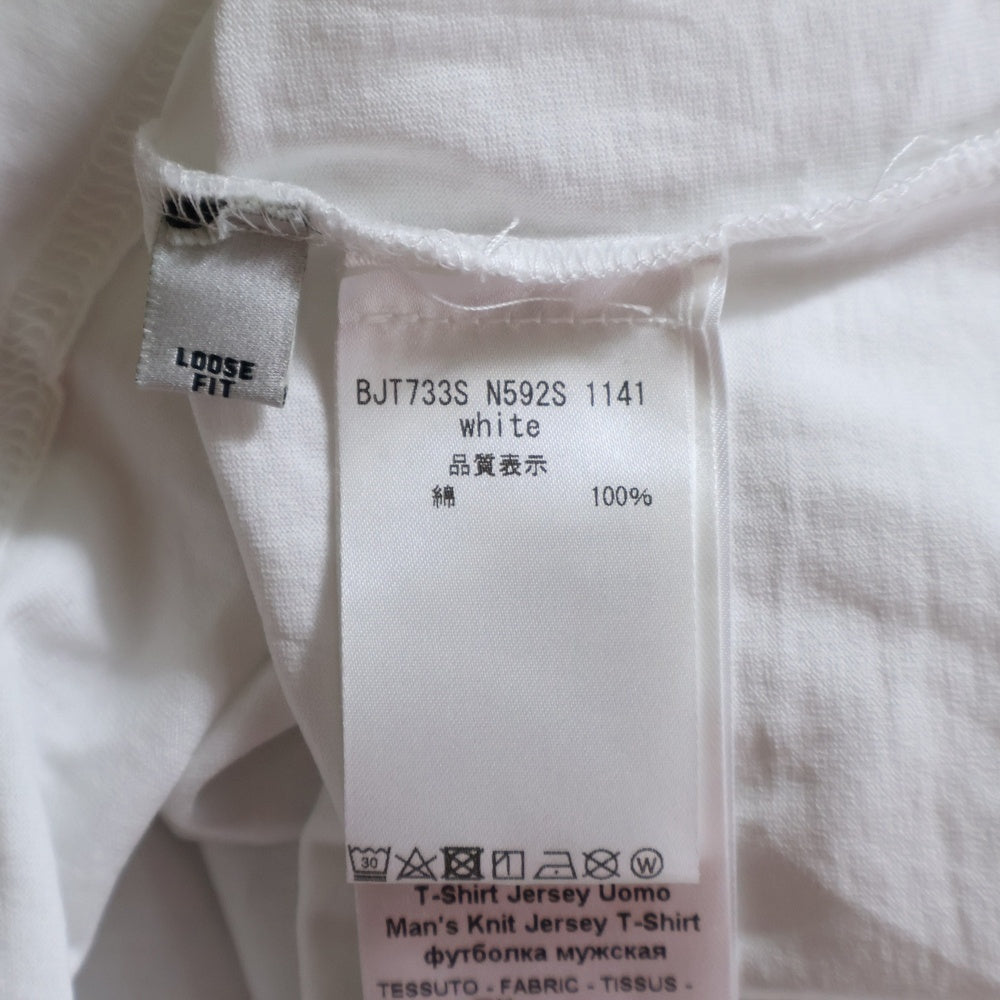 LOOSE
FIT
BJT733S N592S 1141
white
品質表示
綿 100%
30
W
T-Shirt Jersey Uomo
Man's Knit Jersey T-Shirt
футболка мужская
TESSUTO - FABRIC - TISSUS -